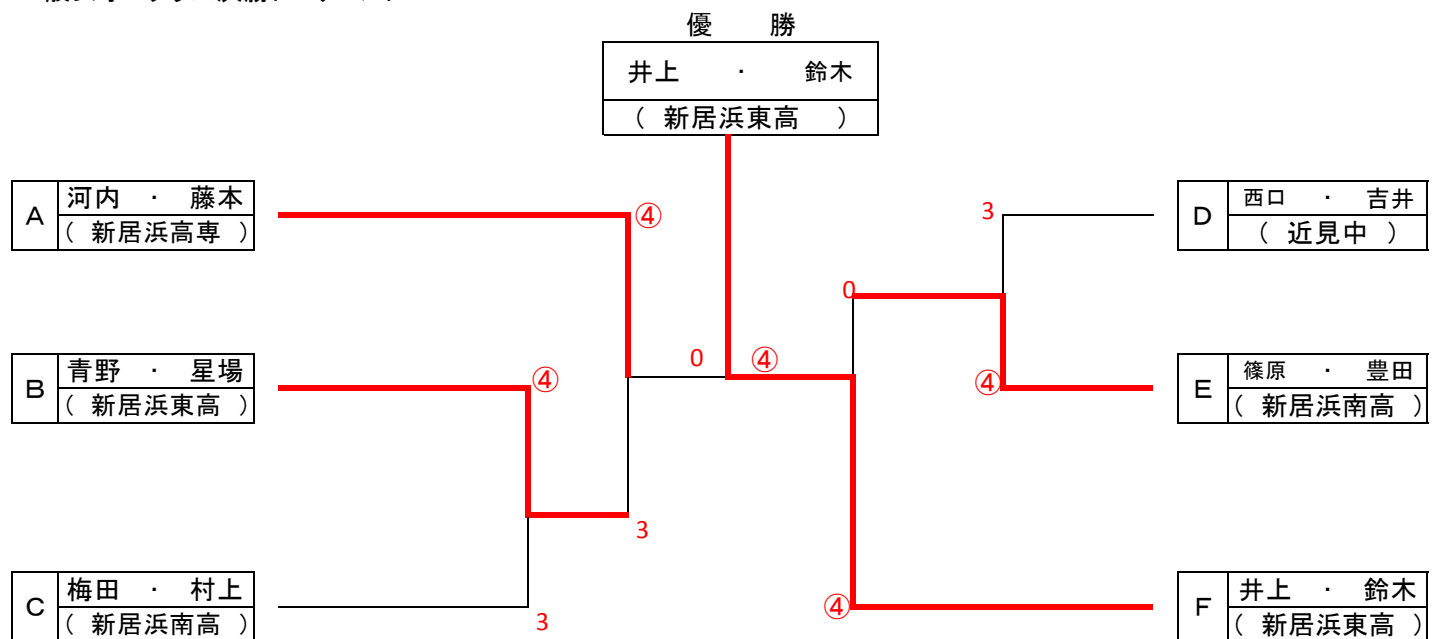 優 勝
井上 ・ 鈴木
( 新居浜東高 )
A 河内 ・ 藤本
( 新居浜高専 )
④
3
D 西口 ・ 吉井
( 近見中 )
0
B 青野 ・ 星場
( 新居浜東高 )
④
0
④
④
E 篠原 ・ 豊田
( 新居浜南高 )
3
C 梅田 ・ 村上
( 新居浜南高 )
3
④
F 井上 ・ 鈴木
( 新居浜東高 )